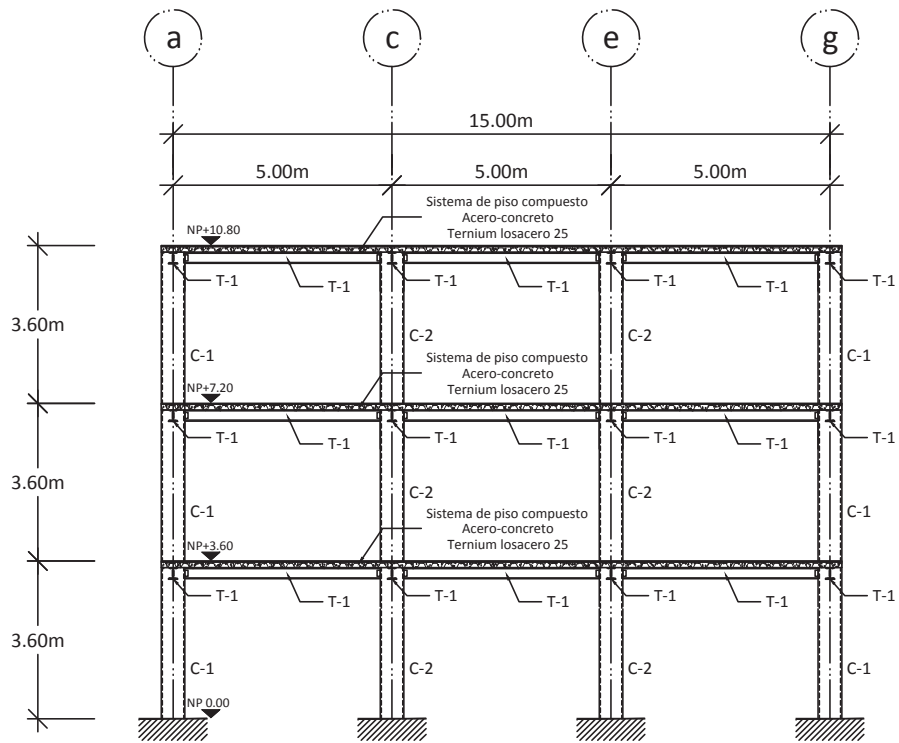 a
c
e
g
15.00m
5.00m
5.00m
5.00m
Sistema de piso compuesto
Acero-concreto
Ternium losacero 25
NP+10.80
T-1
T-1
T-1
T-1
T-1
T-1
T-1
3.60m
C-1
C-2
C-2
C-1
Sistema de piso compuesto
Acero-concreto
Ternium losacero 25
NP+7.20
T-1
T-1
T-1
T-1
T-1
T-1
T-1
3.60m
C-1
C-2
C-2
C-1
Sistema de piso compuesto
Acero-concreto
Ternium losacero 25
NP+3.60
T-1
T-1
T-1
T-1
T-1
T-1
T-1
3.60m
C-1
C-2
C-2
C-1
NP 0.00